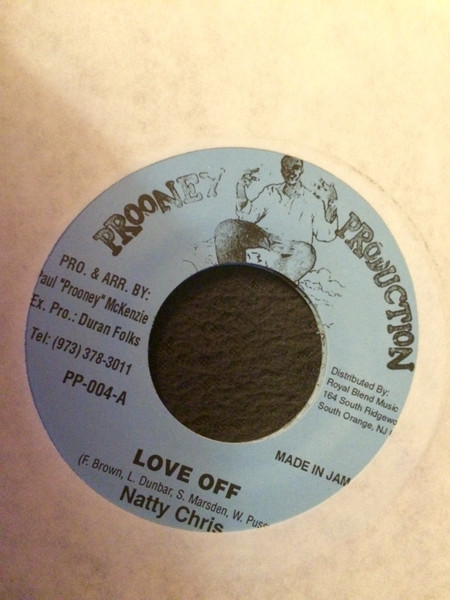 PROONEY PRODUCTION
PRO. & ARR. BY:
Paul "Prooney" McKenzie
Ex. Pro.: Duran Folks
Tel: (973) 378-3011
PP-004-A
Distributed By:
Royal Blend Music
164 South Ridgewo
South Orange, NJ
MADE IN JAM
LOVE OFF
(F. Brown, L. Dunbar, S. Marsden, W. Puss
Natty Chris